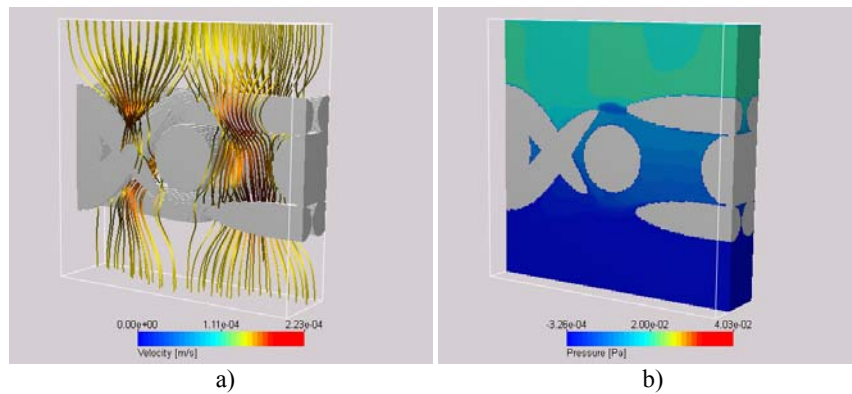 0.00e+00 1.11e-04 2.23e-04
Velocity [m/s]
-3.26e-04 2.00e-02 4.03e-02
Pressure [Pa]
a) b)